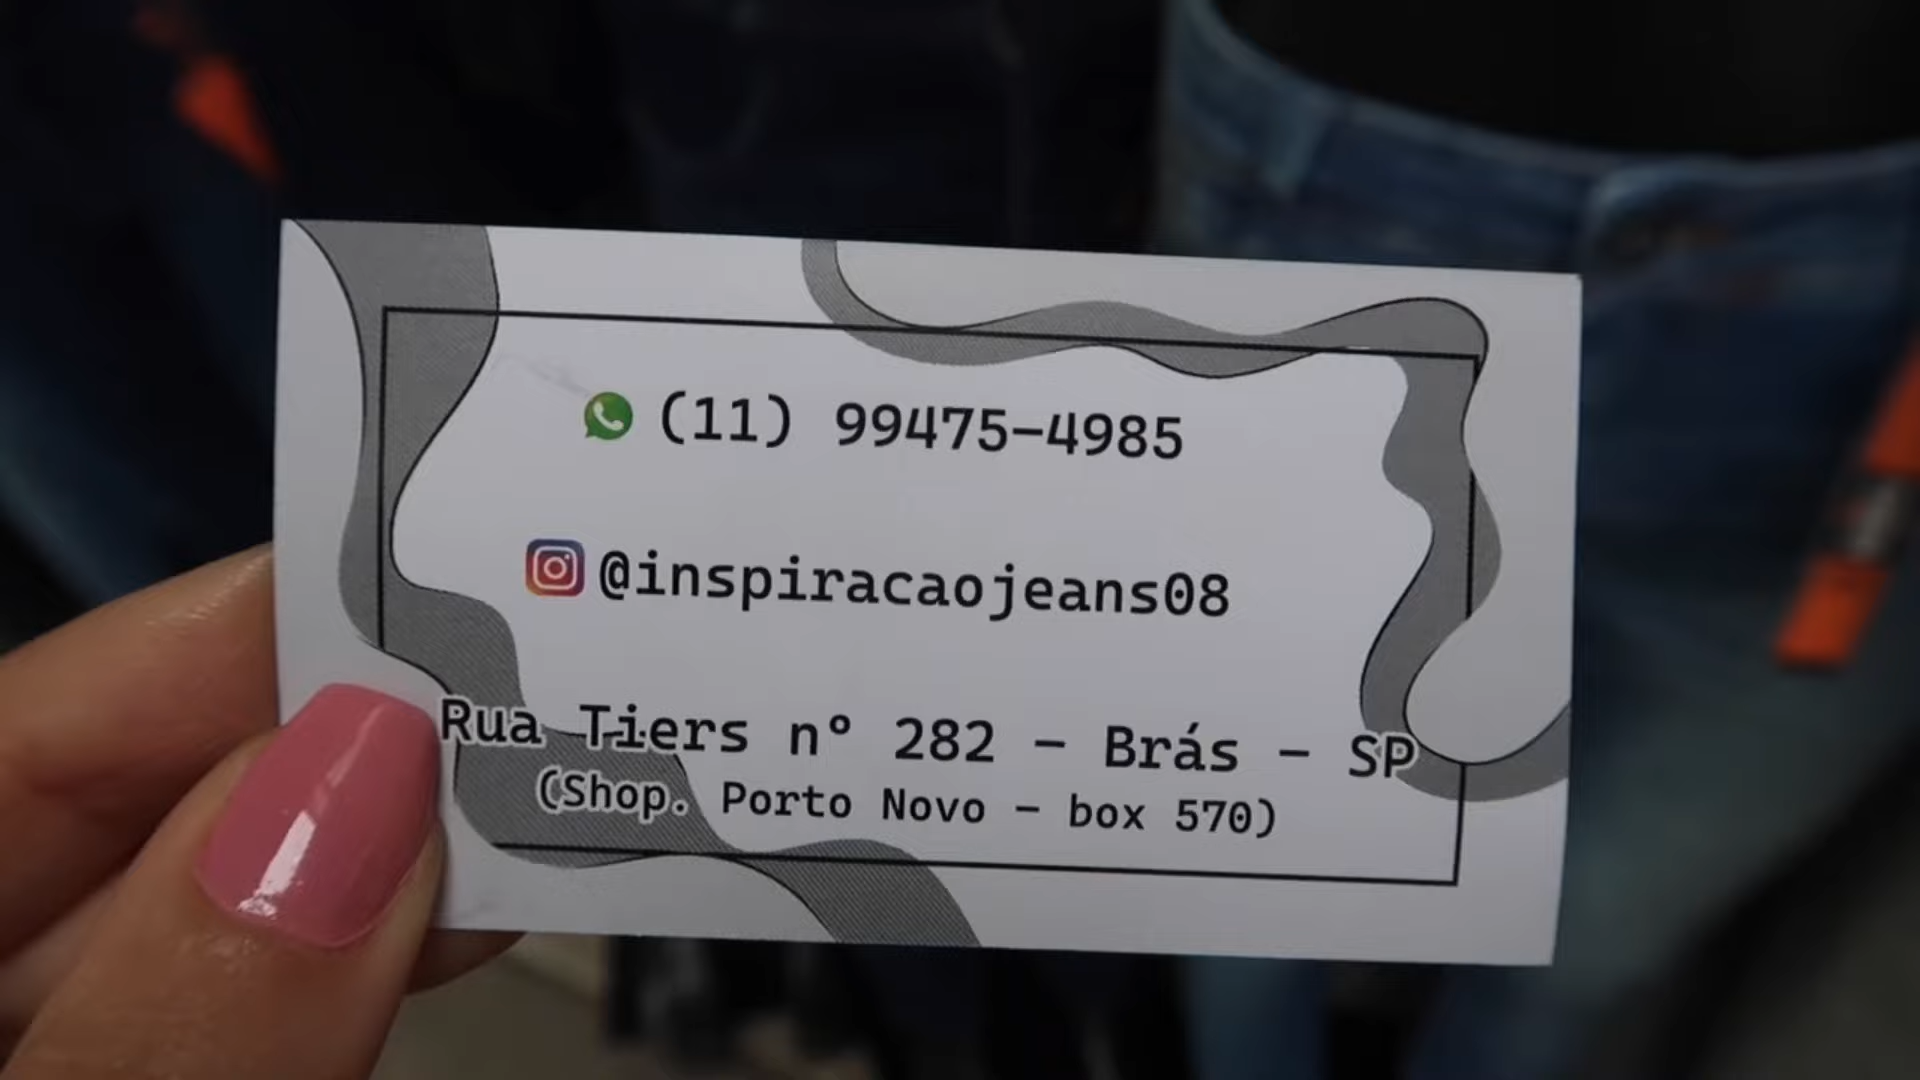 (11) 99475-4985
@inspiracaojeans08
Rua Tiers nº 282 - Brás - SP
(Shop. Porto Novo - box 570)